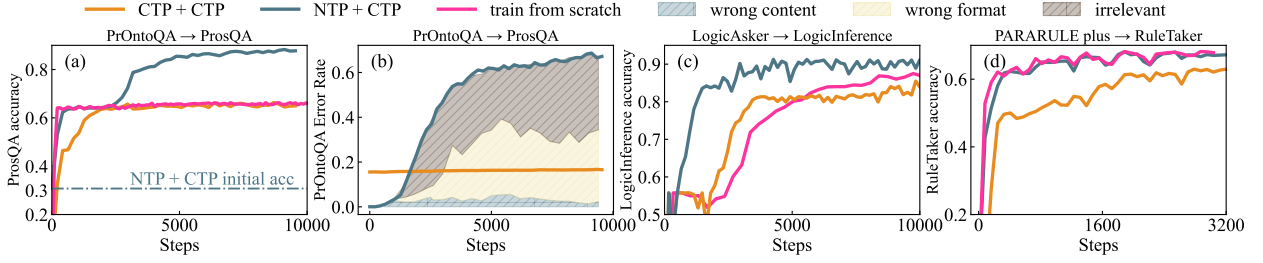 CTP + CTP NTP + CTP train from scratch wrong content wrong format irrelevant
PrOntoQA → ProsQA
(a)
ProsQA accuracy
0.8
0.6
0.4
0.3
0.2
NTP + CTP initial acc
0 5000 10000
Steps
PrOntoQA → ProsQA
(b)
PrOntoQA Error Rate
0.6
0.4
0.2
0.0
0 5000 10000
Steps
LogicAsker → LogicInference
(c)
LogicInference accuracy
0.9
0.8
0.7
0.6
0.5
0 5000 10000
Steps
PARARULE plus → RuleTaker
(d)
RuleTaker accuracy
0.6
0.4
0.2
0 1600 3200
Steps